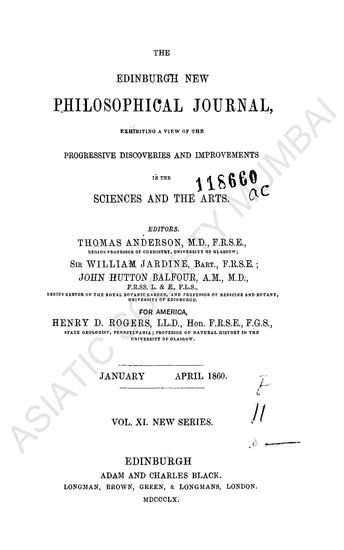 THE
EDINBURGH NEW
PHILOSOPHICAL JOURNAL,
EXHIBITING A VIEW OF THE
PROGRESSIVE DISCOVERIES AND IMPROVEMENTS
IN THE
118660
SCIENCES AND THE ARTS.
ac
EDITORS.
THOMAS ANDERSON, M.D., F.R.S.E.,
REGIUS PROFESSOR OF CHEMISTRY, UNIVERSITY OF GLASGOW;
SIR WILLIAM JARDINE, BART., F.R.S.E.;
JOHN HUTTON BALFOUR, A.M., M.D.,
F.R.SS. L. & E., F.L.S.,
REGIUS KEEPER OF THE ROYAL BOTANIC GARDEN, AND PROFESSOR OF MEDICINE AND BOTANY,
UNIVERSITY OF EDINBURGH.
FOR AMERICA,
HENRY D. ROGERS, LL.D., HON. F.R.S.E., F.G.S.,
STATE GEOLOGIST, PENNSYLVANIA; PROFESSOR OF NATURAL HISTORY IN THE
UNIVERSITY OF GLASGOW.
JANUARY APRIL 1860.
11
VOL. XI. NEW SERIES.
EDINBURGH
ADAM AND CHARLES BLACK.
LONGMAN, BROWN, GREEN, & LONGMANS, LONDON.
MDCCCLX.
ASIATIC SOCIETY MUMBAI